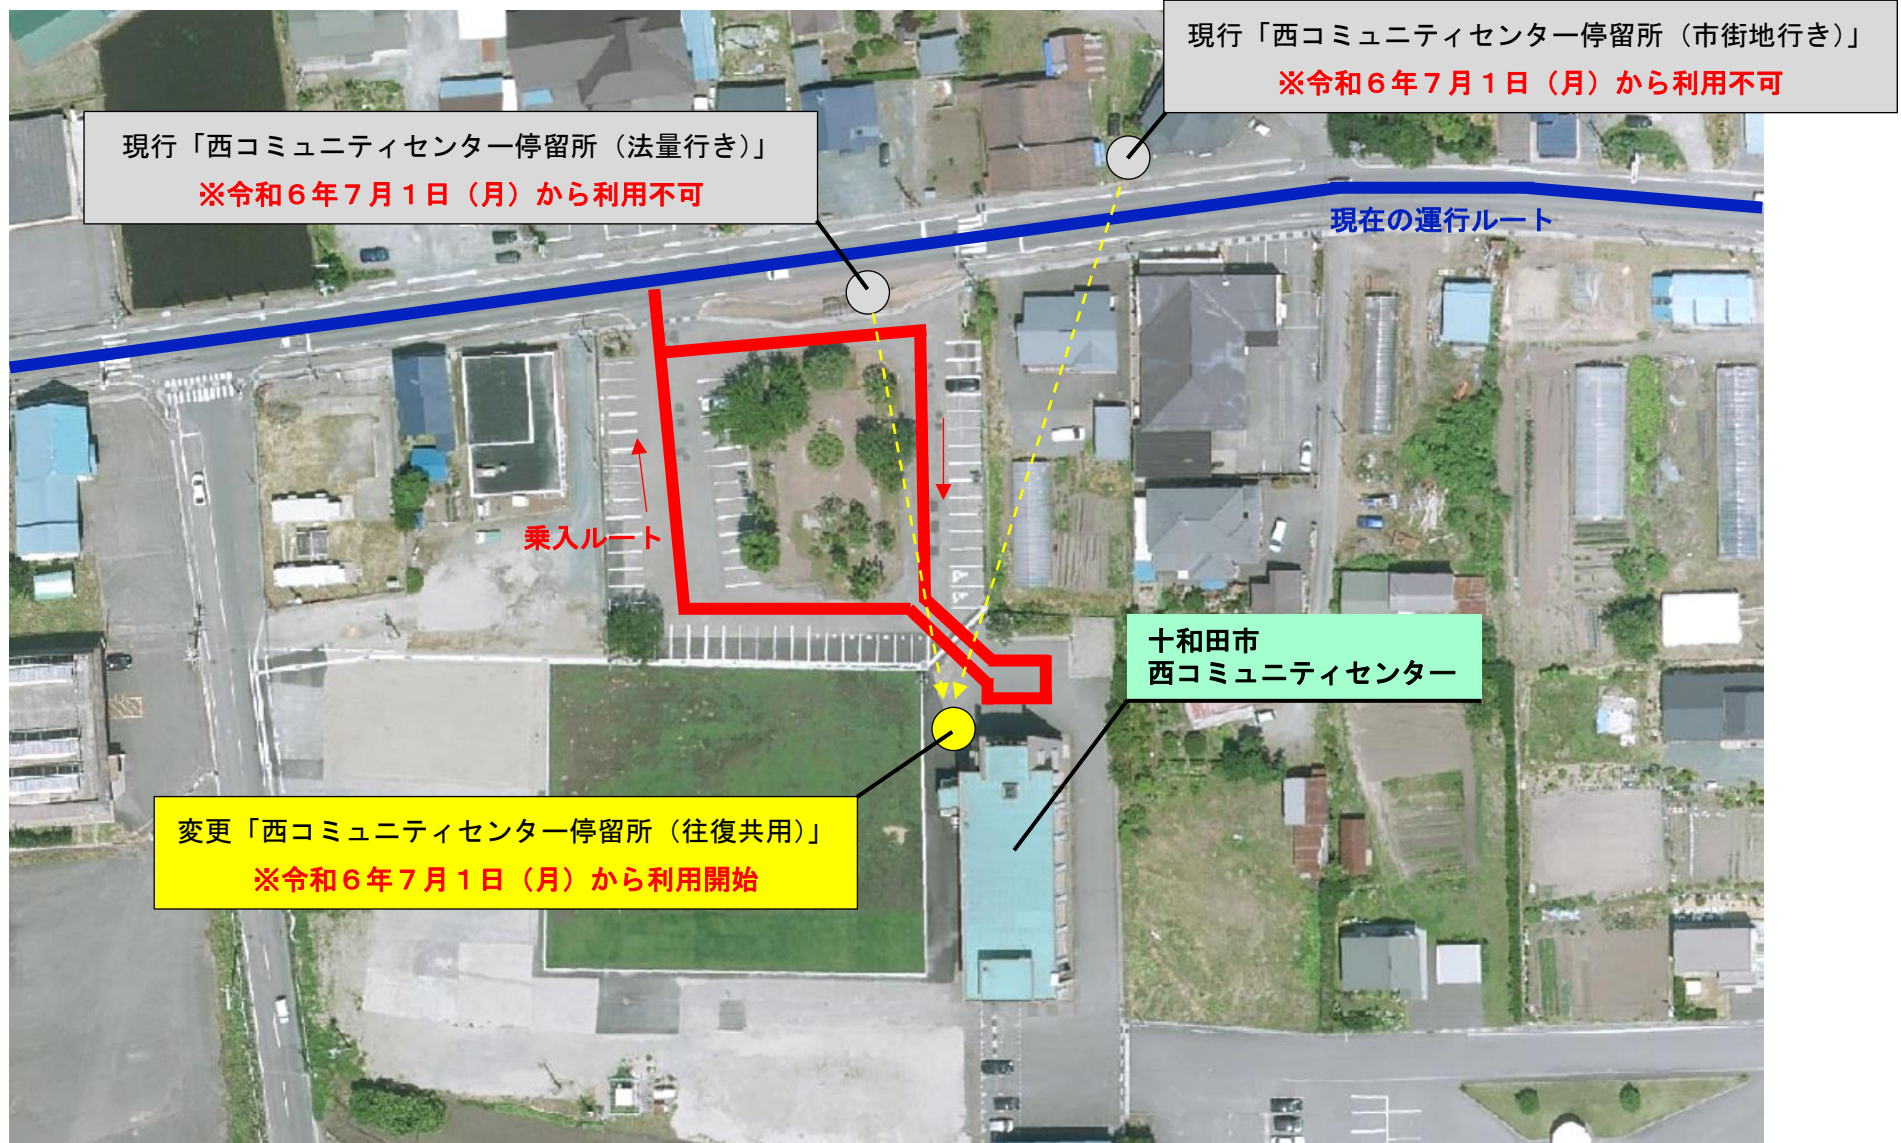 現行「西コミュニティセンター停留所（市街地行き）」
※令和６年７月１日（月）から利用不可
現行「西コミュニティセンター停留所（法量行き）」
※令和６年７月１日（月）から利用不可
現在の運行ルート
乗入ルート
十和田市
西コミュニティセンター
変更「西コミュニティセンター停留所（往復共用）」
※令和６年７月１日（月）から利用開始